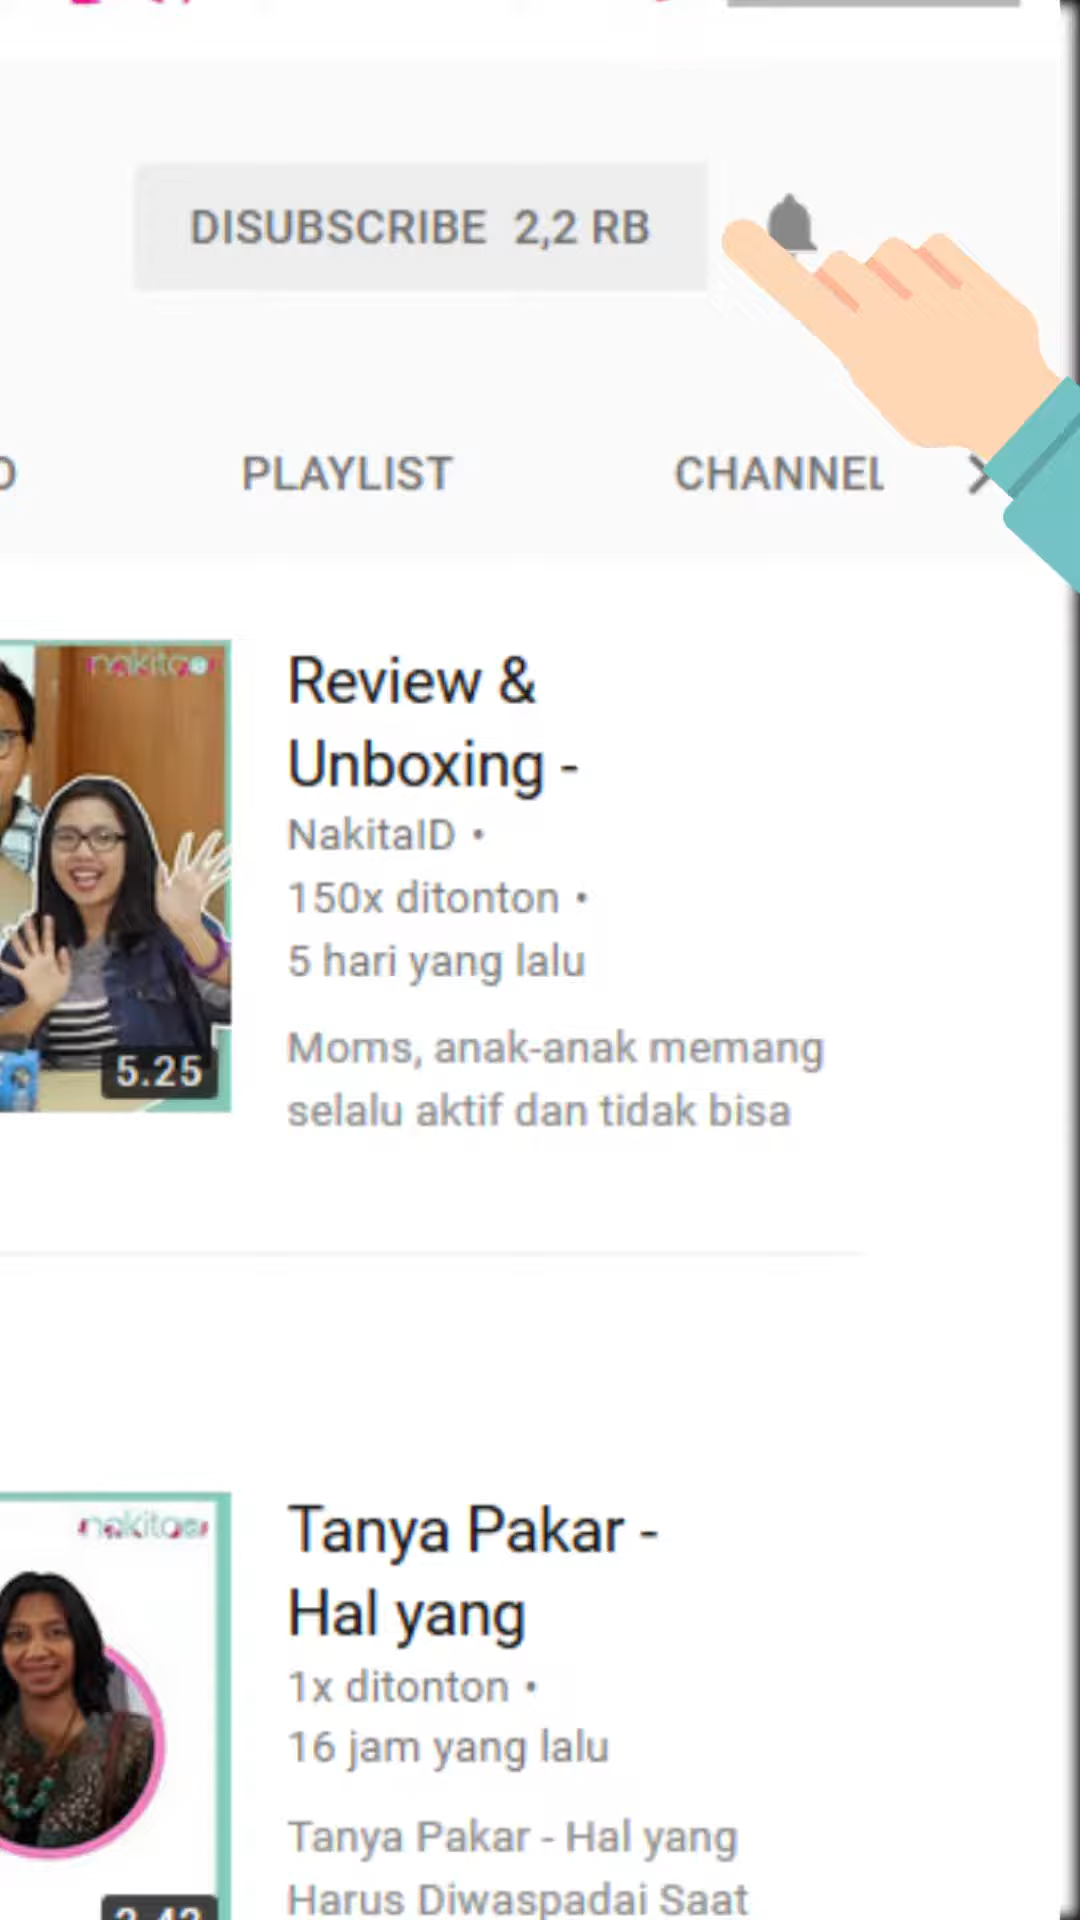 DISUBSCRIBE 2,2 RB
PLAYLIST
CHANNEL
nakita
Review &
Unboxing -
NakitaID •
150x ditonton •
5 hari yang lalu
Moms, anak-anak memang
selalu aktif dan tidak bisa
5.25
nakita
Tanya Pakar -
Hal yang
1x ditonton •
16 jam yang lalu
Tanya Pakar - Hal yang
Harus Diwaspadai Saat